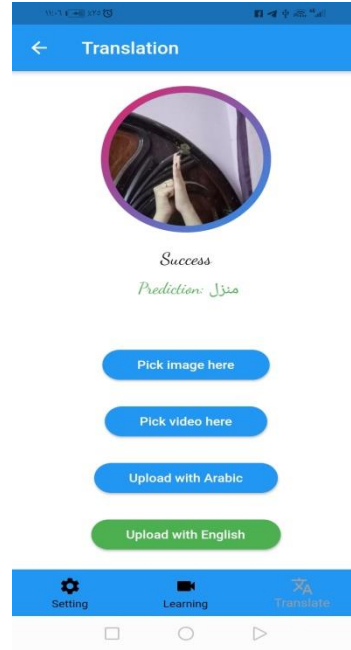 Translation
Success
Prediction: منزل
Pick image here
Pick video here
Upload with Arabic
Upload with English
Setting
Learning
Translate